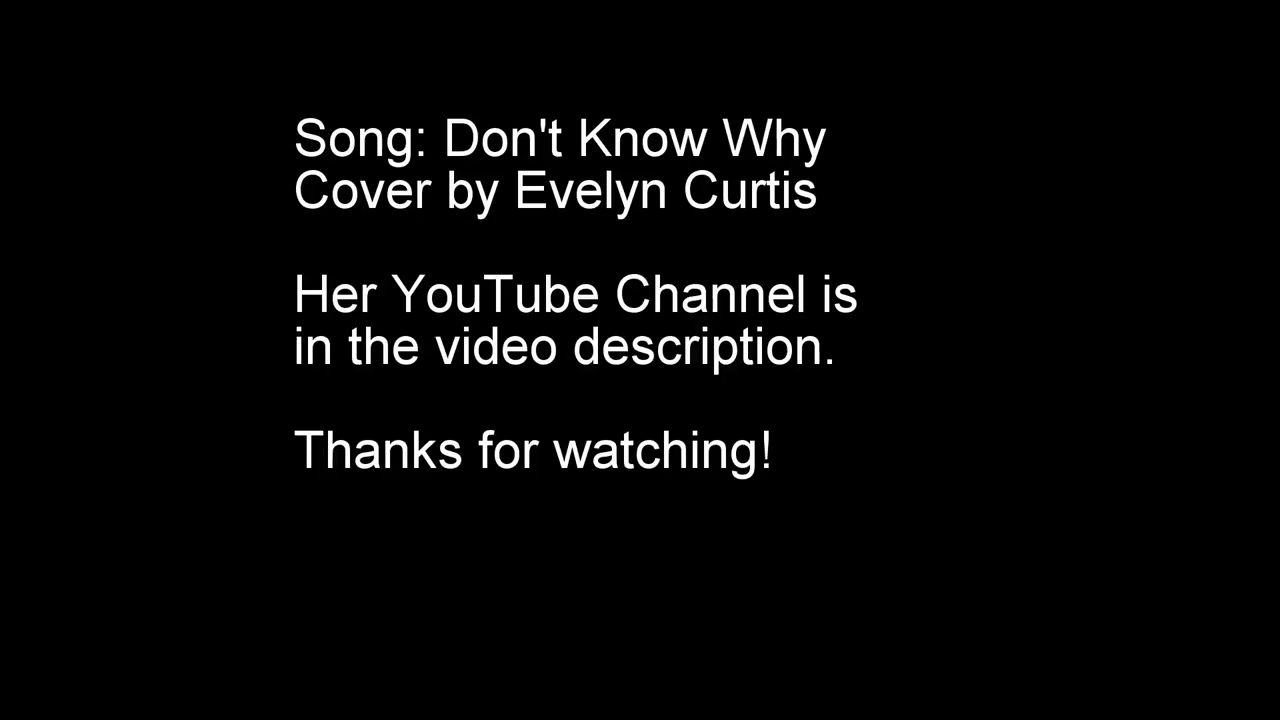 Song: Don't Know Why
Cover by Evelyn Curtis
Her YouTube Channel is
in the video description.
Thanks for watching!